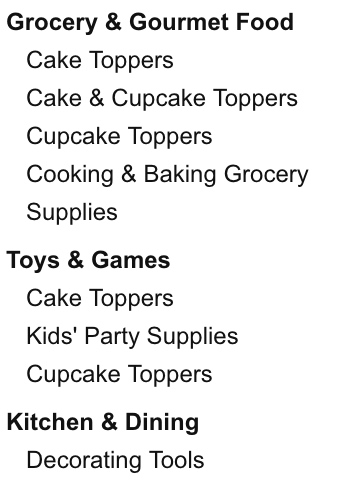 Grocery & Gourmet Food
Cake Toppers
Cake & Cupcake Toppers
Cupcake Toppers
Cooking & Baking Grocery
Supplies
Toys & Games
Cake Toppers
Kids' Party Supplies
Cupcake Toppers
Kitchen & Dining
Decorating Tools